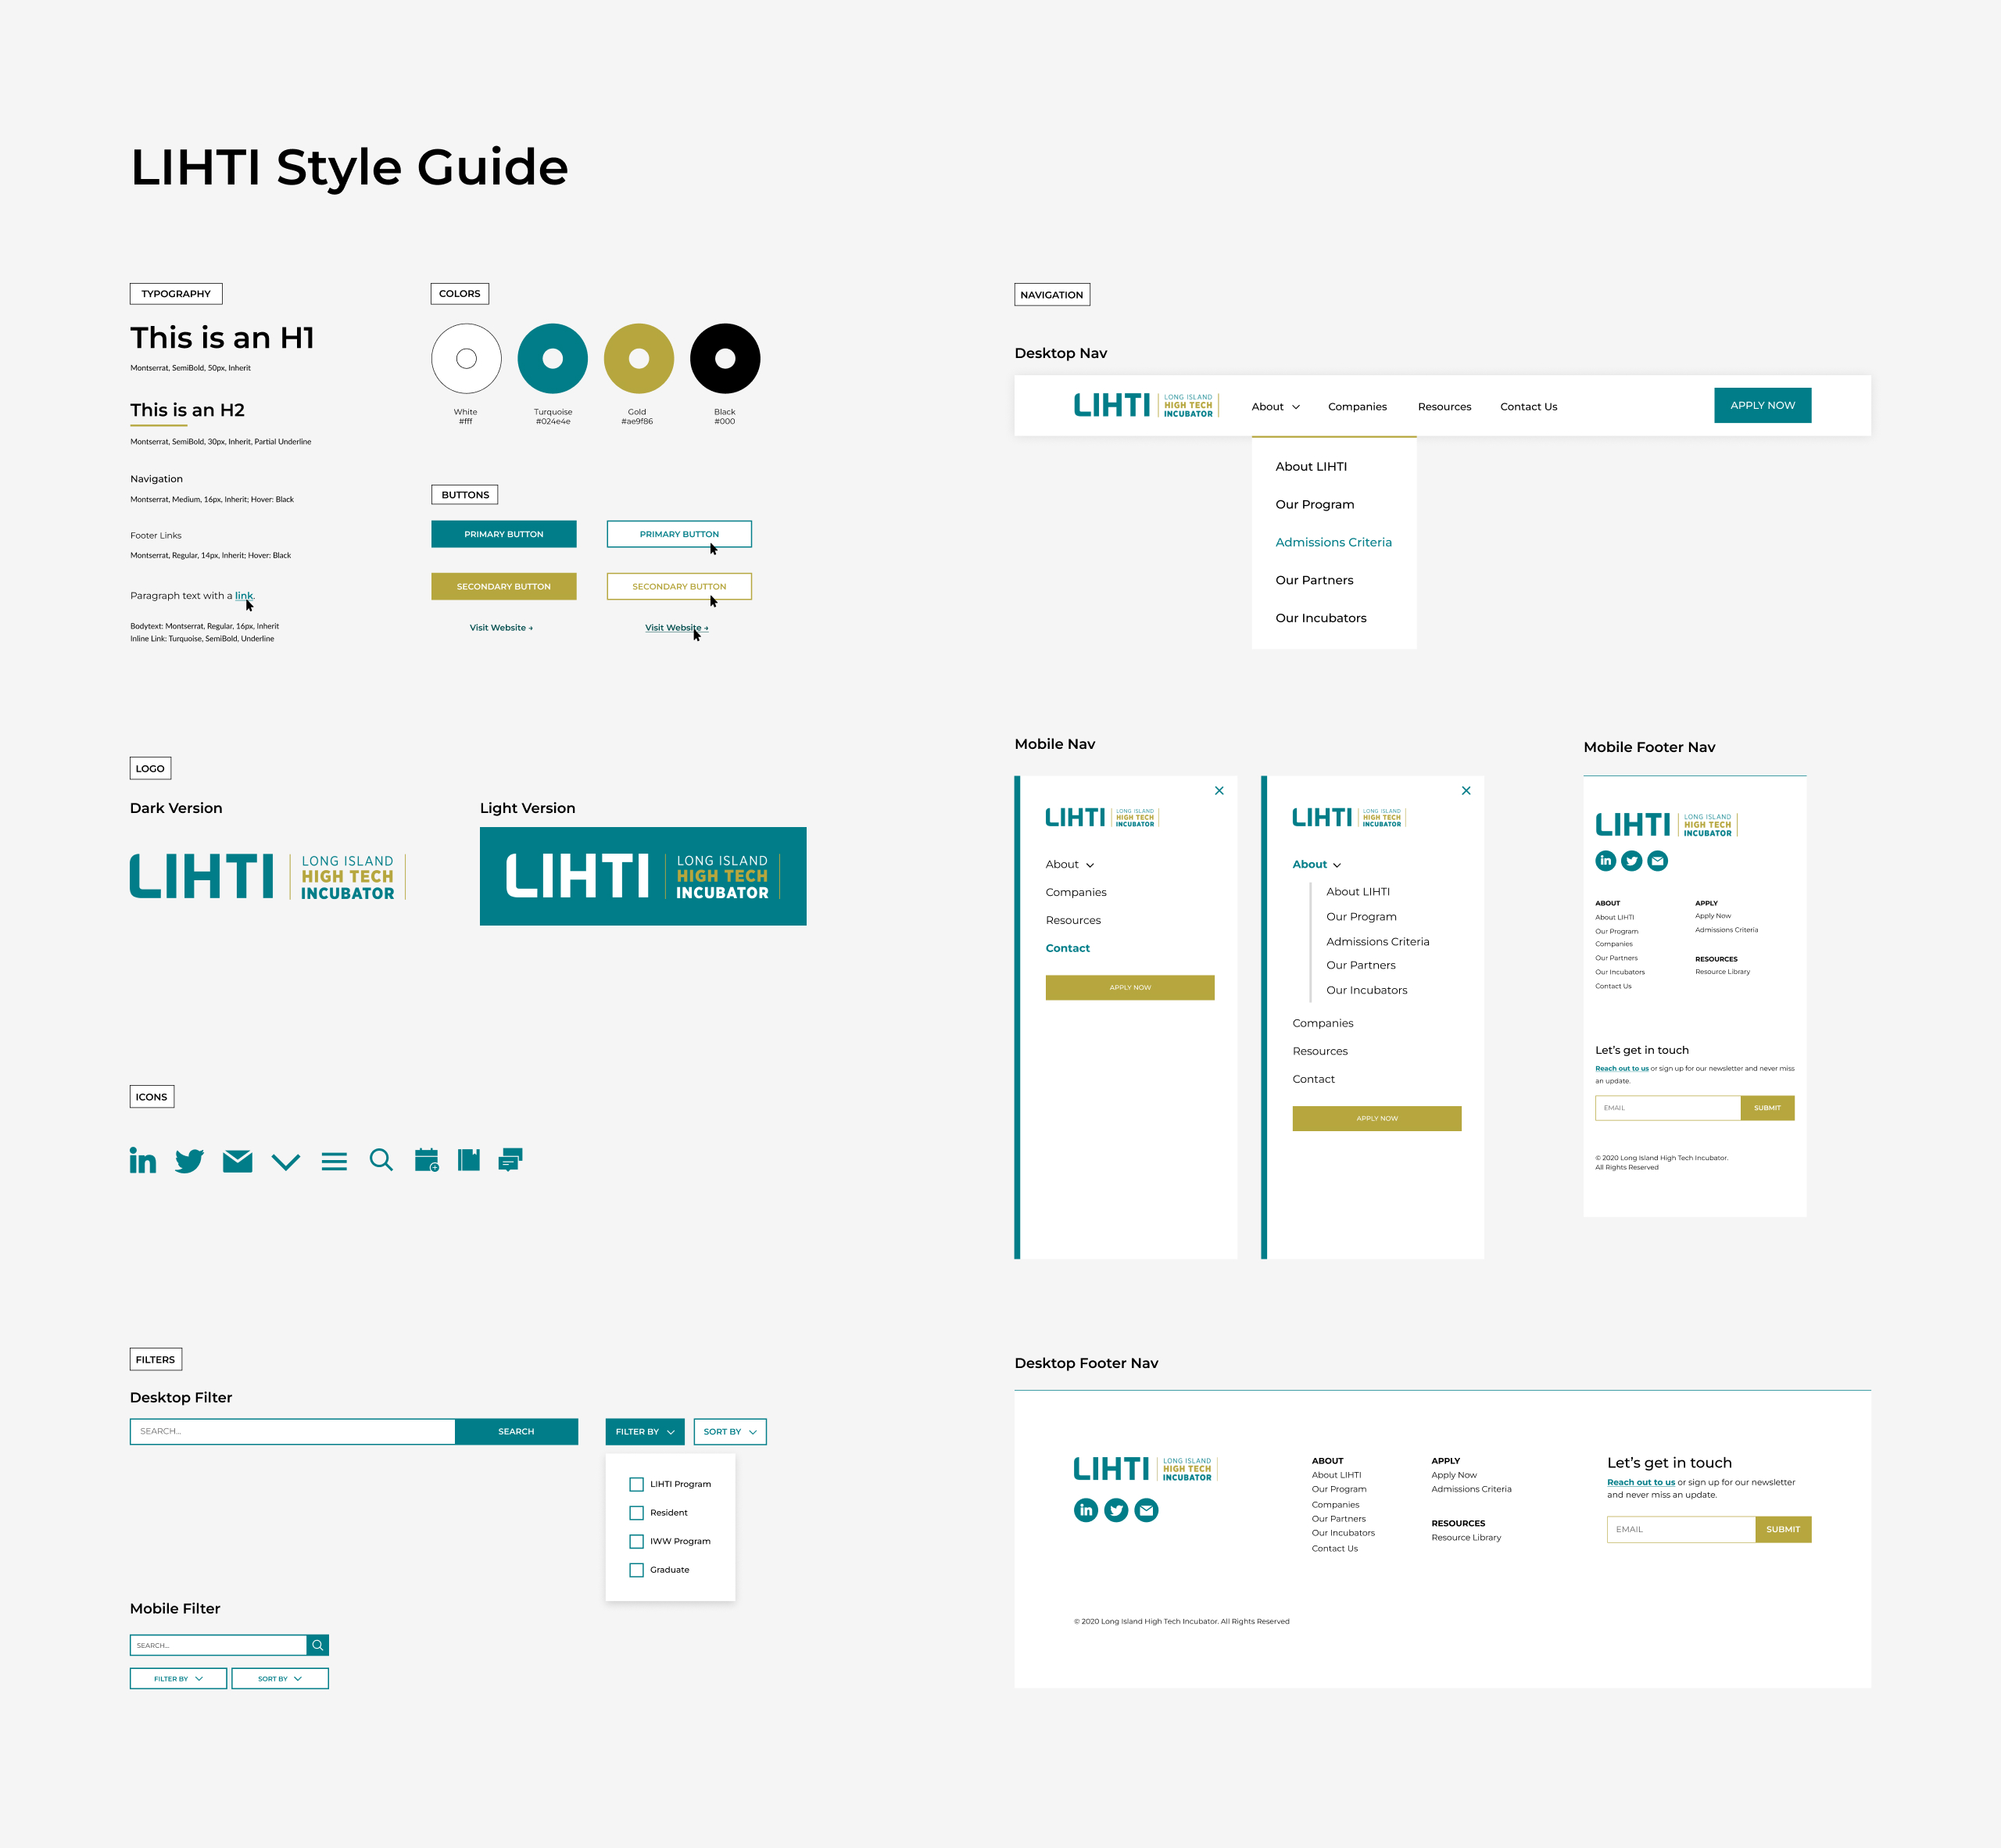 LIHTI Style Guide
TYPOGRAPHY
This is an H1
Montserrat, SemiBold, 50px, Inherit
This is an H2
Montserrat, SemiBold, 30px, Inherit, Partial Underline
Navigation
Montserrat, Medium, 16px, Inherit; Hover: Black
Footer Links
Montserrat, Regular, 14px, Inherit; Hover: Black
Paragraph text with a link.
Bodytext: Montserrat, Regular, 16px, Inherit
Inline Link: Turquoise, SemiBold, Underline
COLORS
White
#fff
Turquoise
#024e4e
Gold
#ae9f86
Black
#000
BUTTONS
PRIMARY BUTTON
PRIMARY BUTTON
SECONDARY BUTTON
SECONDARY BUTTON
Visit Website →
Visit Website →
LOGO
Dark Version
LIHTI
LONG ISLAND
HIGH TECH
INCUBATOR
Light Version
LIHTI
LONG ISLAND
HIGH TECH
INCUBATOR
ICONS
in
FILTERS
Desktop Filter
SEARCH...
SEARCH
FILTER BY
SORT BY
LIHTI Program
Resident
IWW Program
Graduate
Mobile Filter
SEARCH...
FILTER BY
SORT BY
NAVIGATION
Desktop Nav
LIHTI
LONG ISLAND
HIGH TECH
INCUBATOR
About
Companies
Resources
Contact Us
APPLY NOW
About LIHTI
Our Program
Admissions Criteria
Our Partners
Our Incubators
Mobile Nav
LIHTI
LONG ISLAND
HIGH TECH
INCUBATOR
About
Companies
Resources
Contact
APPLY NOW
LIHTI
LONG ISLAND
HIGH TECH
INCUBATOR
About
About LIHTI
Our Program
Admissions Criteria
Our Partners
Our Incubators
Companies
Resources
Contact
APPLY NOW
Mobile Footer Nav
LIHTI
LONG ISLAND
HIGH TECH
INCUBATOR
in
ABOUT
About LIHTI
Our Program
Companies
Our Partners
Our Incubators
Contact Us
APPLY
Apply Now
Admissions Criteria
RESOURCES
Resource Library
Let's get in touch
Reach out to us or sign up for our newsletter and never miss
an update.
EMAIL
SUBMIT
© 2020 Long Island High Tech Incubator.
All Rights Reserved
Desktop Footer Nav
LIHTI
LONG ISLAND
HIGH TECH
INCUBATOR
in
ABOUT
About LIHTI
Our Program
Companies
Our Partners
Our Incubators
Contact Us
APPLY
Apply Now
Admissions Criteria
RESOURCES
Resource Library
Let's get in touch
Reach out to us or sign up for our newsletter
and never miss an update.
EMAIL
SUBMIT
© 2020 Long Island High Tech Incubator. All Rights Reserved